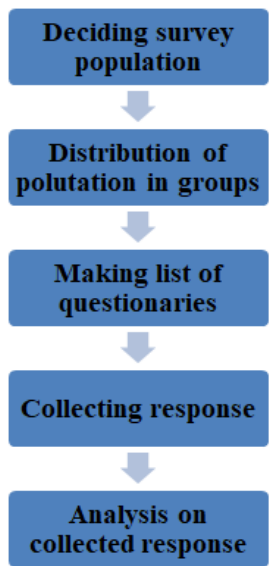 Deciding survey
population
Distribution of
polutation in groups
Making list of
questionaries
Collecting response
Analysis on
collected response